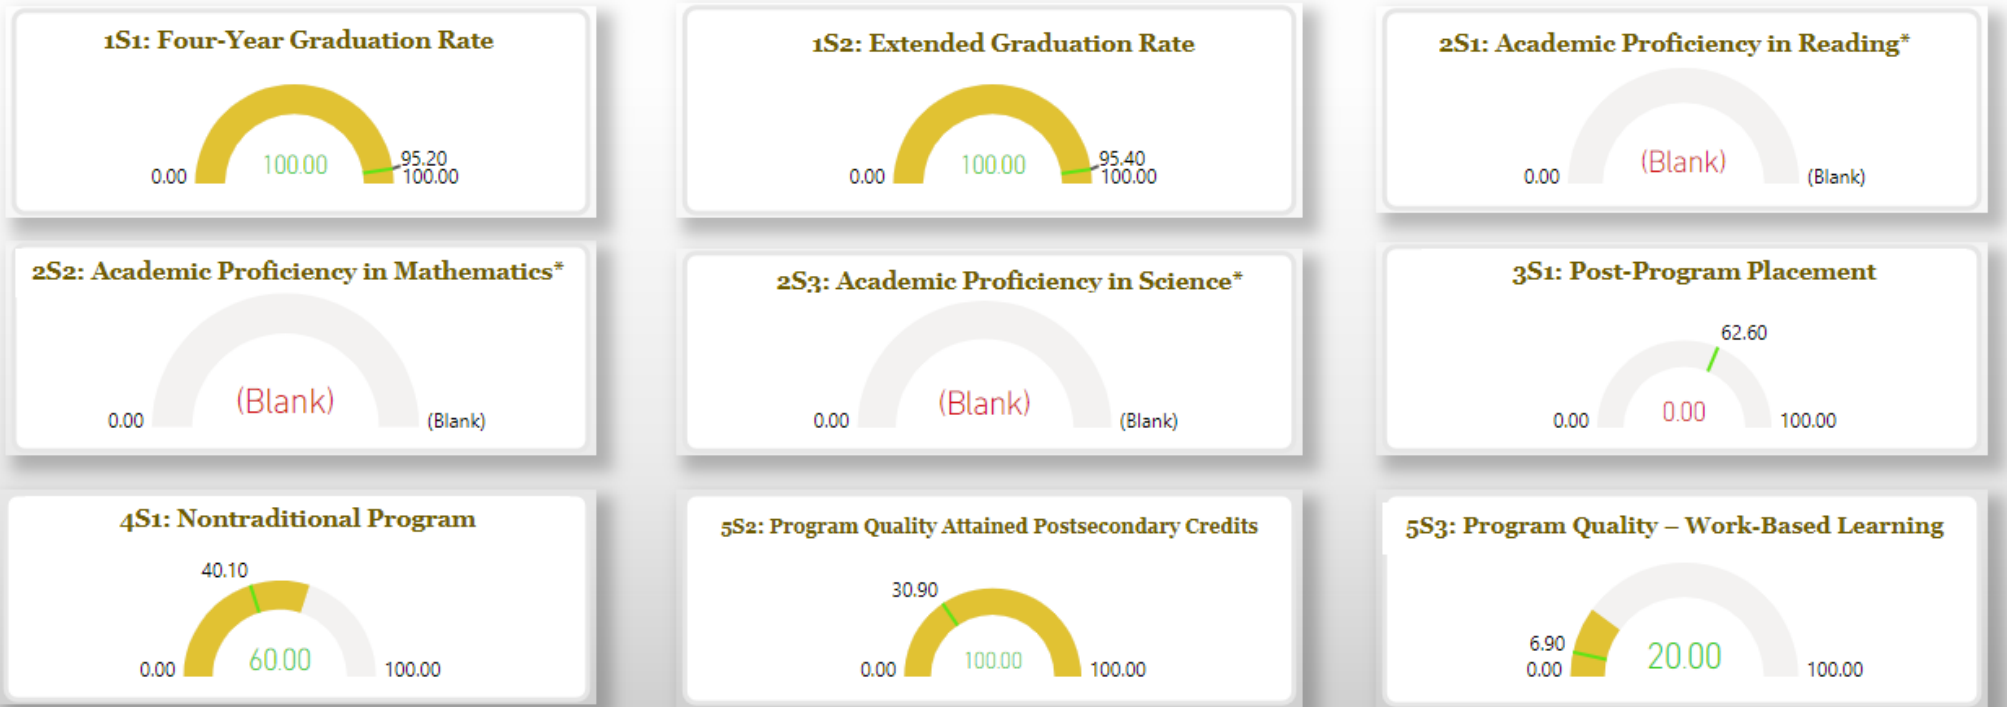 1S1: Four-Year Graduation Rate
95.20
100.00
0.00
100.00
1S2: Extended Graduation Rate
95.40
100.00
0.00
100.00
2S1: Academic Proficiency in Reading*
(Blank)
0.00
(Blank)
2S2: Academic Proficiency in Mathematics*
(Blank)
0.00
(Blank)
2S3: Academic Proficiency in Science*
(Blank)
0.00
(Blank)
3S1: Post-Program Placement
62.60
0.00
0.00
100.00
4S1: Nontraditional Program
40.10
60.00
0.00
100.00
5S2: Program Quality Attained Postsecondary Credits
30.90
100.00
0.00
100.00
5S3: Program Quality – Work-Based Learning
6.90
20.00
0.00
100.00